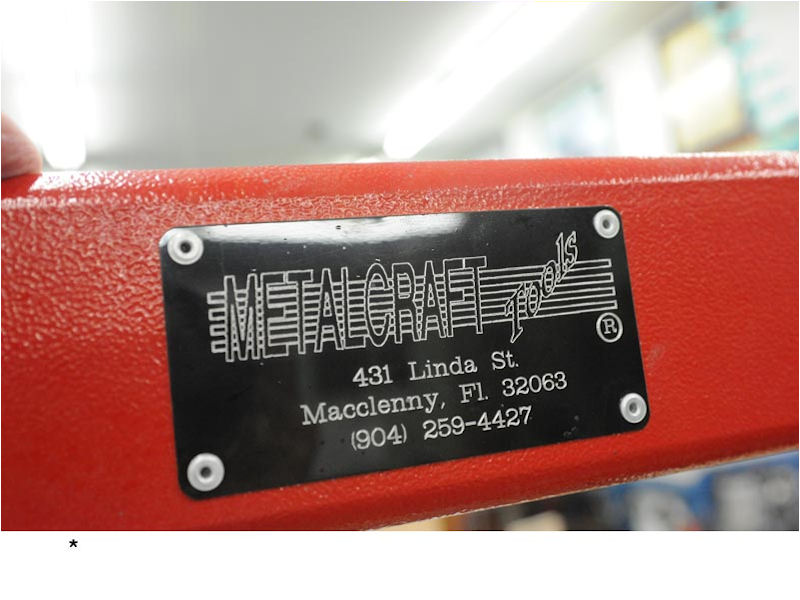 METALCRAFT Tools
®
431 Linda St.
Macclenny, Fl. 32063
(904) 259-4427
*